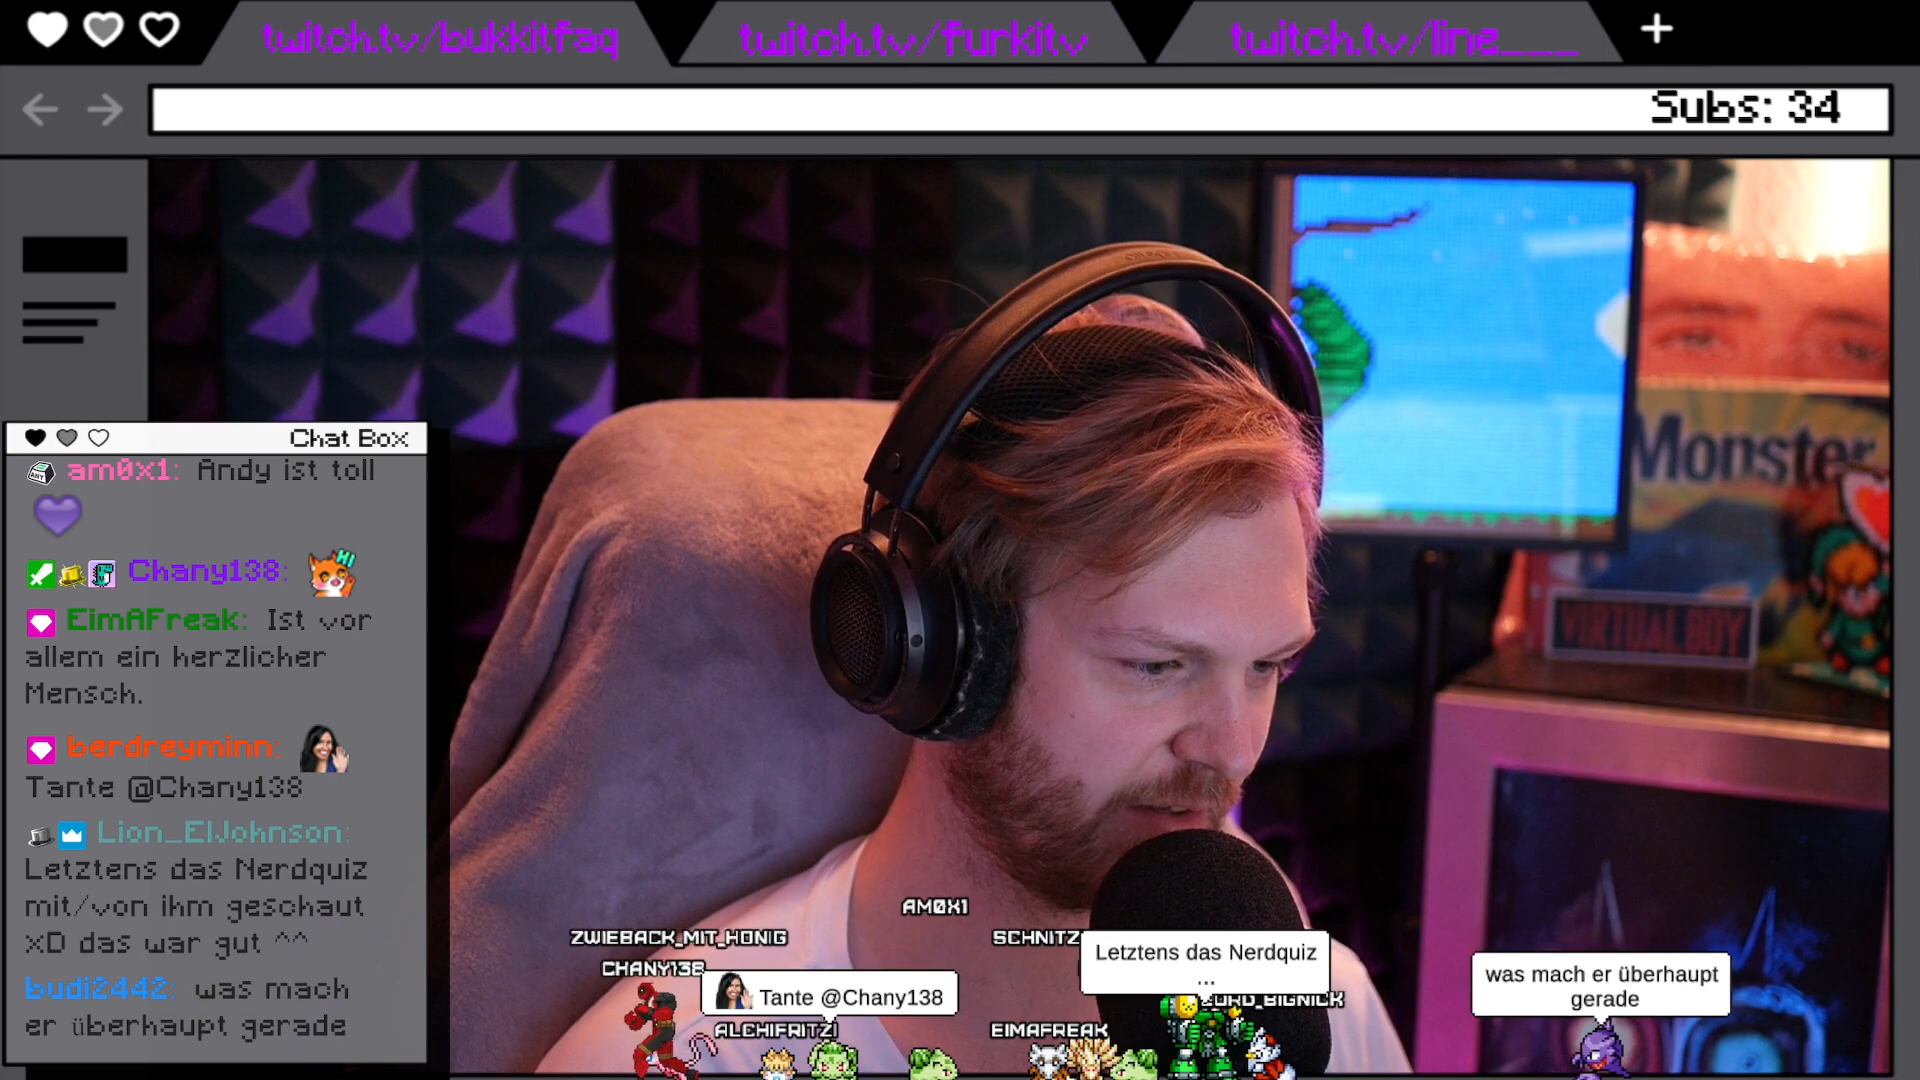 twitch.tv/bukkitfaq
twitch.tv/furkitv
twitch.tv/line___
Subs: 34
Chat Box
am0x1: Andy ist toll
Chany138:
HI
EimAFreak: Ist vor
allem ein herzlicher
Mensch.
berdreyminn:
Tante @Chany138
Lion_ElJohnson:
Letztens das Nerdquiz
mit/von ihm geschaut
xD das war gut ^^
budi2442: was mach
er überhaupt gerade
Monster
VIRTUAL BOY
AM0X1
ZWIEBACK_MIT_HONIG
SCHNITZ
CHANY138
Letztens das Nerdquiz
...
was mach er überhaupt
gerade
Tante @Chany138
LORD_BIGNICK
ALCHIFRITZI
EIMAFREAK